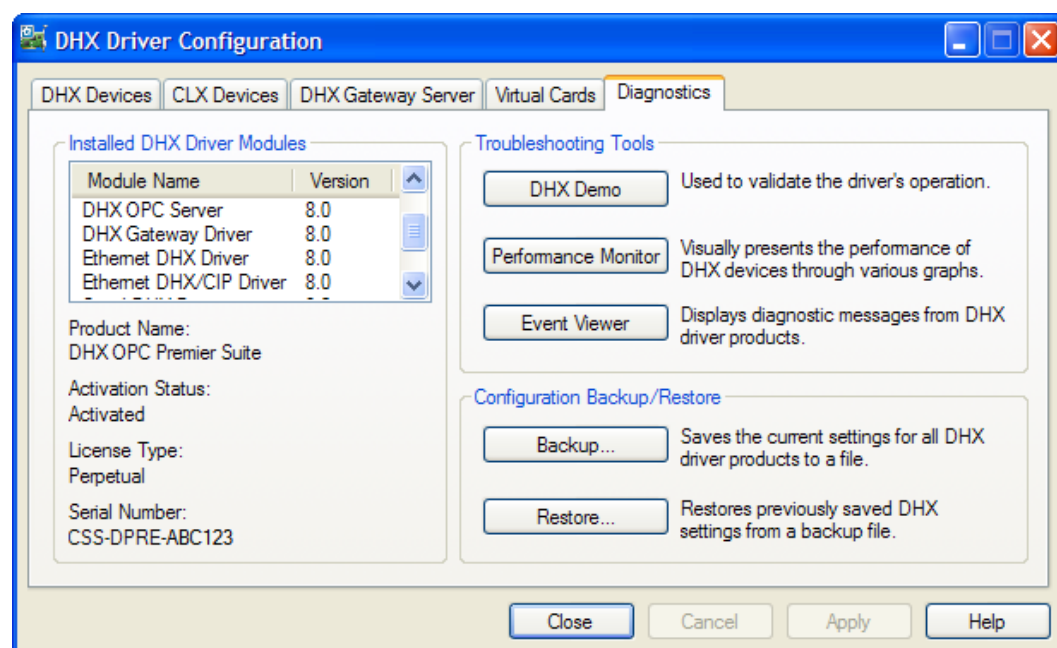 DHX Driver Configuration
DHX Devices
CLX Devices
DHX Gateway Server
Virtual Cards
Diagnostics
Installed DHX Driver Modules
Module Name Version
DHX OPC Server 8.0
DHX Gateway Driver 8.0
Ethernet DHX Driver 8.0
Ethernet DHX/CIP Driver 8.0
Product Name:
DHX OPC Premier Suite
Activation Status:
Activated
License Type:
Perpetual
Serial Number:
CSS-DPRE-ABC123
Troubleshooting Tools
DHX Demo
Used to validate the driver's operation.
Performance Monitor
Visually presents the performance of
DHX devices through various graphs.
Event Viewer
Displays diagnostic messages from DHX
driver products.
Configuration Backup/Restore
Backup...
Saves the current settings for all DHX
driver products to a file.
Restore...
Restores previously saved DHX
settings from a backup file.
Close
Cancel
Apply
Help